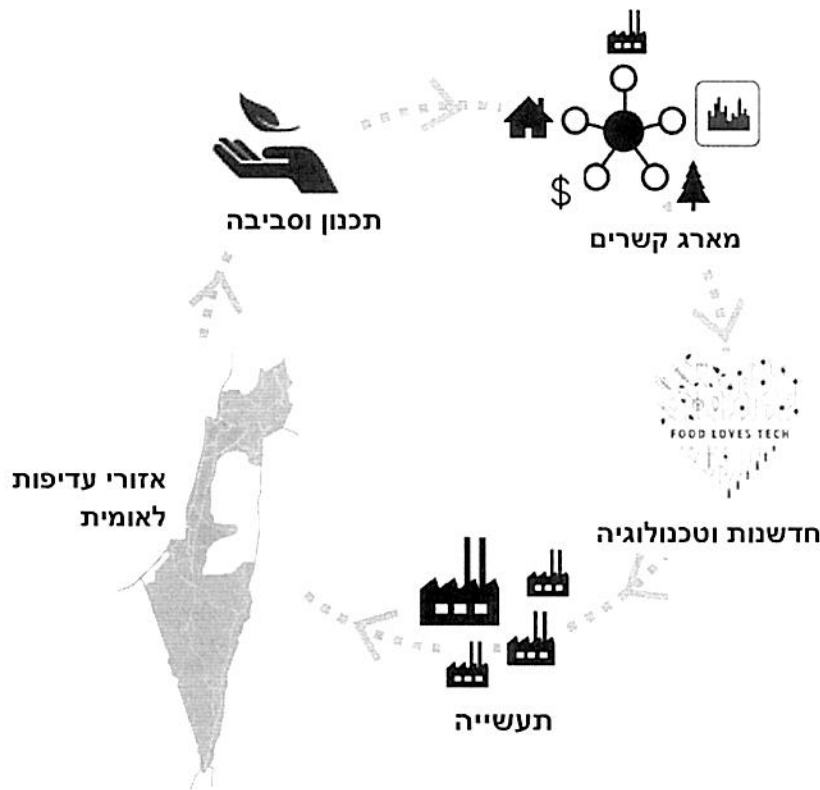 תכנון וסביבה
$
מארג קשרים
FOOD LOVES TECH
חדשנות וטכנולוגיה
אזורי עדיפות
לאומית
תעשייה